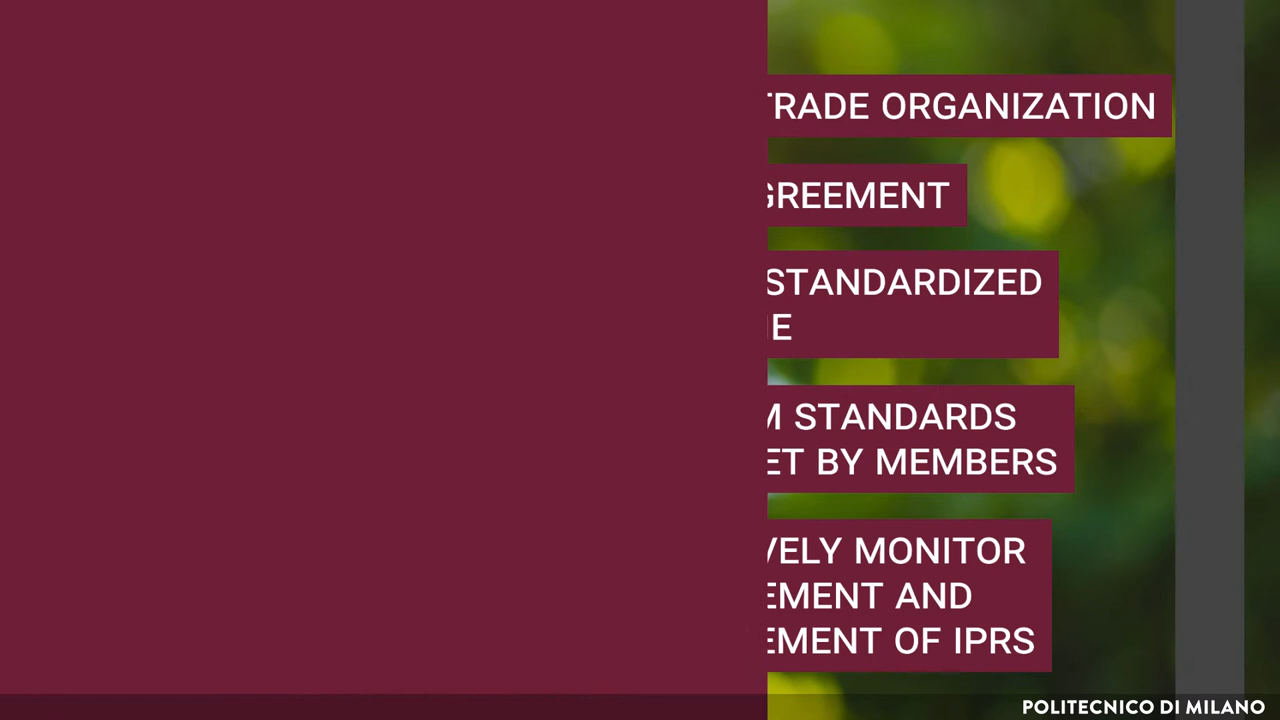 TRADE ORGANIZATION
GREEMENT
STANDARDIZED
E
M STANDARDS
ET BY MEMBERS
VELY MONITOR
EMENT AND
EMENT OF IPRS
POLITECNICO DI MILANO